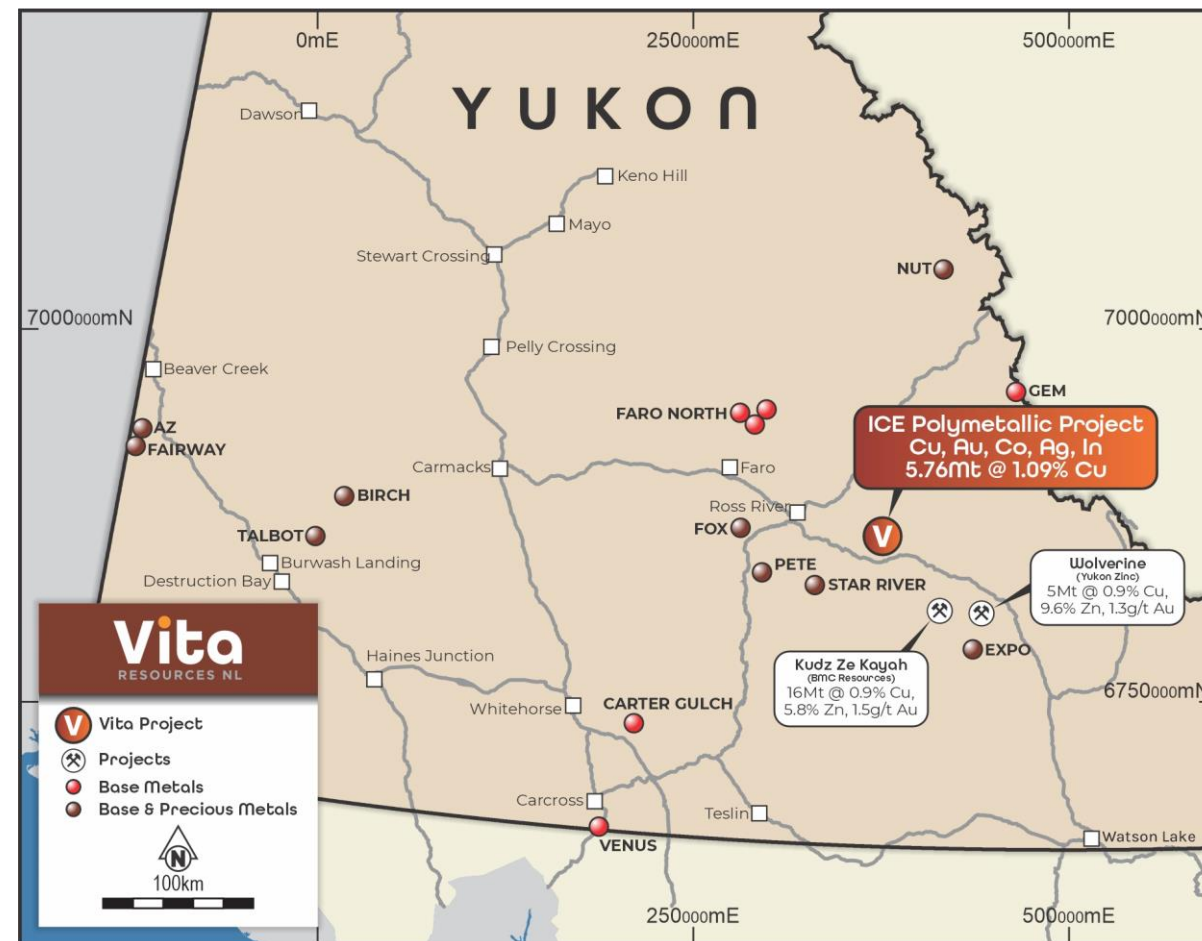 0mE
250000mE
500000mE
YUKON
Dawson
Keno Hill
Mayo
Stewart Crossing
NUT
7000000mN
7000000mN
Pelly Crossing
Beaver Creek
GEM
FARO NORTH
ICE Polymetallic Project
Cu, Au, Co, Ag, In
5.76Mt @ 1.09% Cu
AZ
FAIRWAY
Carmacks
Faro
BIRCH
Ross River
TALBOT
FOX
V
Burwash Landing
Destruction Bay
PETE
STAR RIVER
Wolverine
(Yukon Zinc)
5Mt @ 0.9% Cu,
9.6% Zn, 1.3g/t Au
EXPO
Kudz Ze Kayah
(BMC Resources)
16Mt @ 0.9% Cu,
5.8% Zn, 1.5g/t Au
Haines Junction
6750000mN
Whitehorse
CARTER GULCH
Carcross
Teslin
VENUS
Watson Lake
Vita
RESOURCES NL
V Vita Project
Projects
Base Metals
Base & Precious Metals
N
100km
250000mE
500000mE